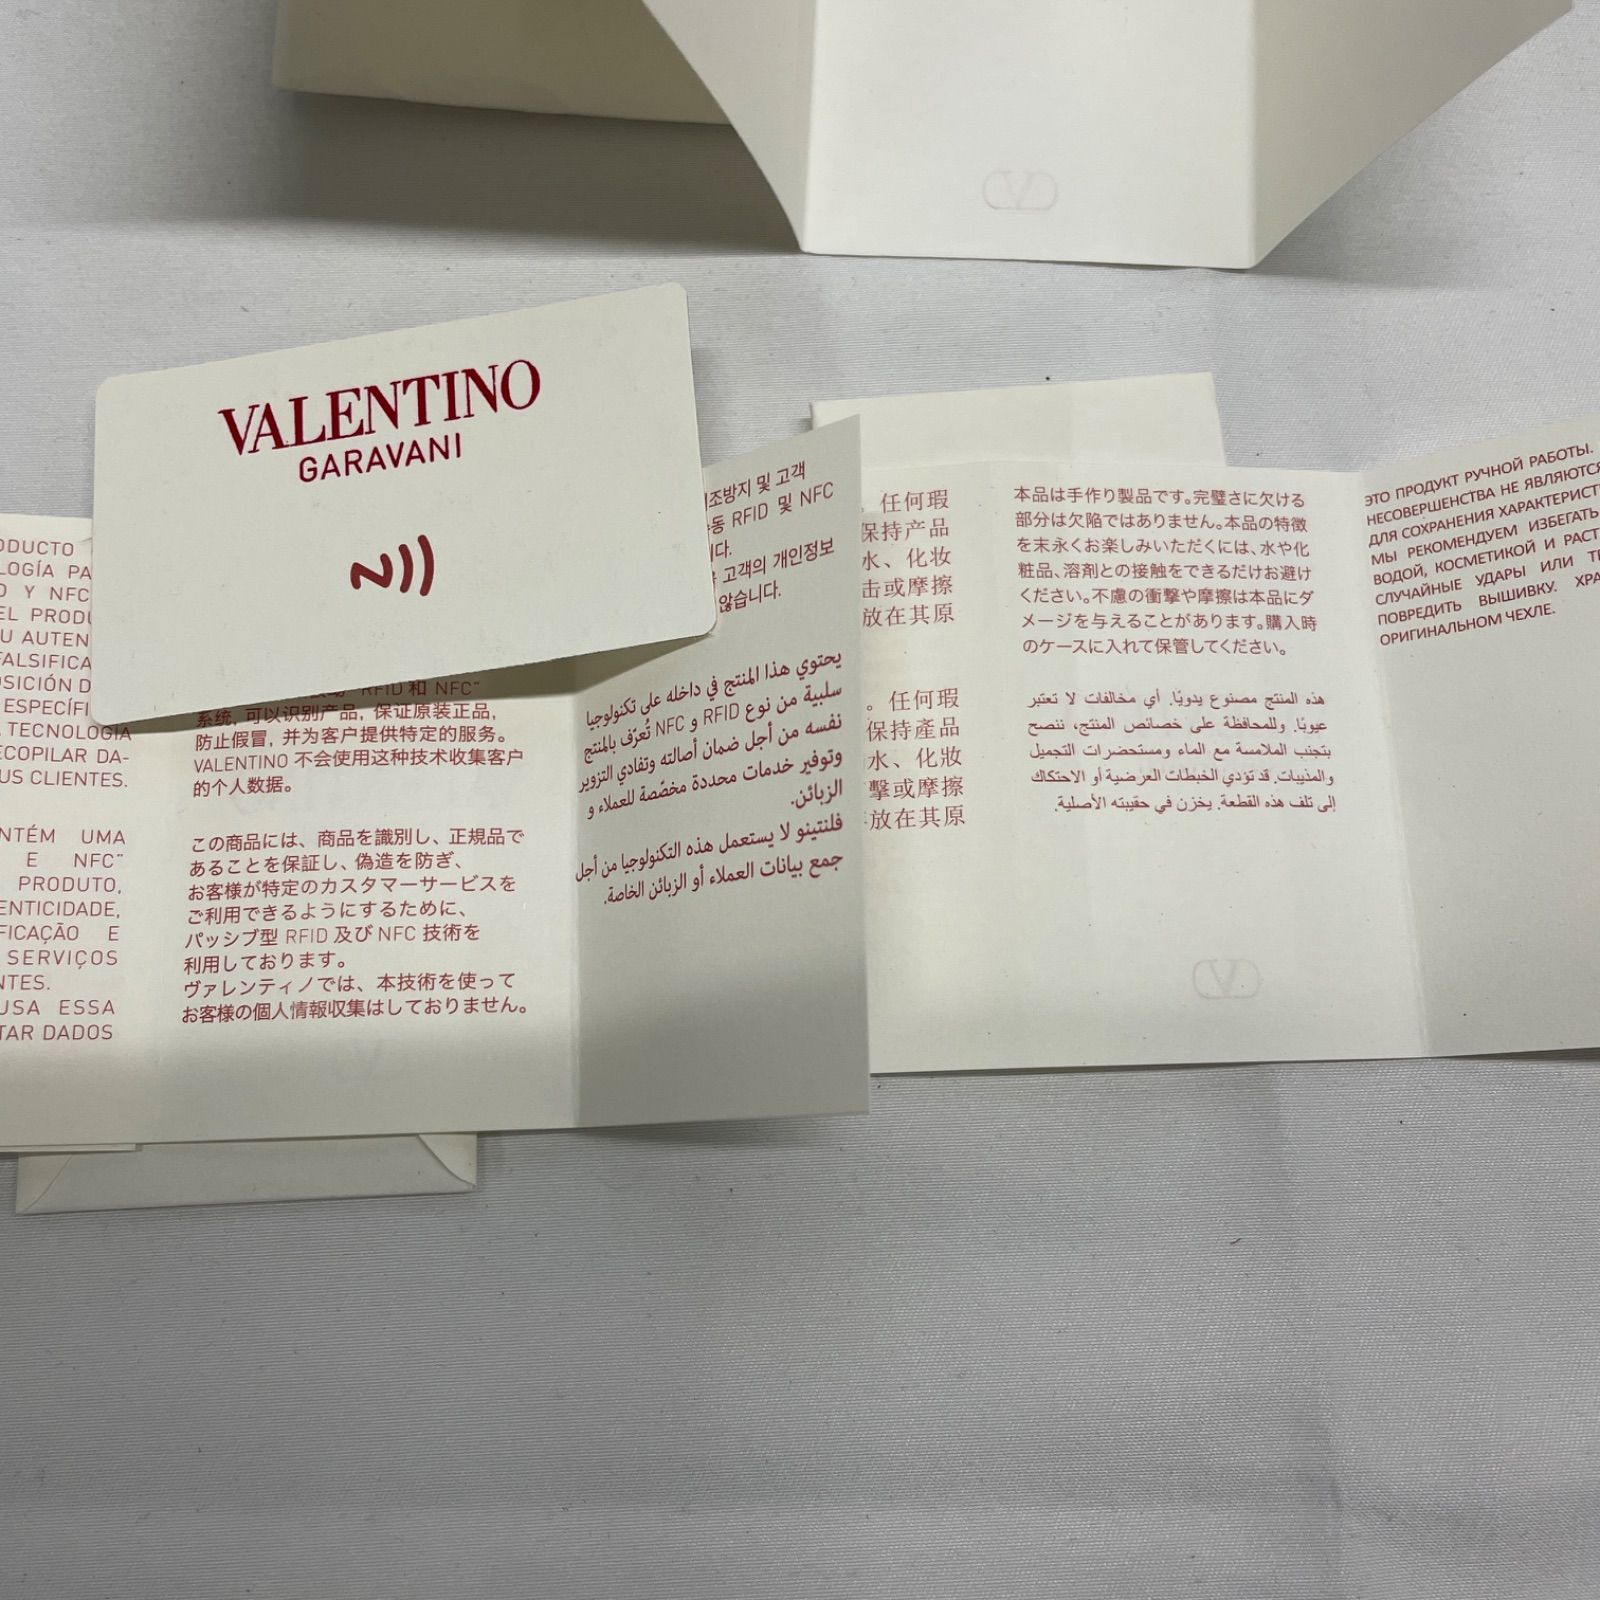 VALENTINO
GARAVANI
ODUCTO
OLOGÍA PA
Y NFC
EL PRODU
U AUTEN
FALSIFICA
OSICIÓN D
ESPECÍFI
TECNOLOGÍA
ECOPILAR DA-
US CLIENTES.
NTÉM UMA
E NFC"
PRODUTO,
ENTICIDADE,
FICAÇÃO E
SERVIÇOS
NTES.
USA ESSA
TAR DADOS
"RFID 和 NFC"
系统, 可以识别产品, 保证原装正品,
防止假冒, 并为客户提供特定的服务。
VALENTINO 不会使用这种技术收集客户
的个人数据。
この商品には、商品を識別し、正規品で
あることを保証し、偽造を防ぎ、
お客様が特定のカスタマーサービスを
ご利用できるようにするために、
パッシブ型 RFID 及び NFC 技術を
利用しております。
ヴァレンティノでは、本技術を使って
お客様の個人情報収集はしておりません。
조방지 및 고객
동 RFID 및 NFC
다.
고객의 개인정보
않습니다.
يحتوي هذا المنتج في داخله على تكنولوجيا
سلبية من نوع RFID و NFC تُعرّف بالمنتج
نفسه من أجل ضمان أصالته وتفادي التزوير
وتوفير خدمات محددة مخصّصة للعملاء و
الزبائن.
فلنتينو لا يستعمل هذه التكنولوجيا من أجل
جمع بيانات العملاء أو الزبائن الخاصة.
任何瑕
保持产品
水、化妆
击或摩擦
放在其原
。任何瑕
保持產品
水、化妝
擊或摩擦
放在其原
本品は手作り製品です。完璧さに欠ける
部分は欠陥ではありません。本品の特徴
を末永くお楽しみいただくには、水や化
粧品、溶剤との接触をできるだけお避け
ください。不慮の衝撃や摩擦は本品にダ
メージを与えることがあります。購入時
のケースに入れて保管してください。
هذه المنتج مصنوع يدويًا. أي مخالفات لا تعتبر
عيوبًا. وللمحافظة على خصائص المنتج، ننصح
بتجنب الملامسة مع الماء ومستحضرات التجميل
والمذيبات. قد تؤدي الخبطات العرضية أو الاحتكاك
إلى تلف هذه القطعة. يخزن في حقيبته الأصلية.
ЭТО ПРОДУКТ РУЧНОЙ РАБОТЫ.
НЕСОВЕРШЕНСТВА НЕ ЯВЛЯЮТСЯ
ДЛЯ СОХРАНЕНИЯ ХАРАКТЕРИСТ
МЫ РЕКОМЕНДУЕМ ИЗБЕГАТЬ
ВОДОЙ, КОСМЕТИКОЙ И РАСТ
СЛУЧАЙНЫЕ УДАРЫ ИЛИ ТР
ПОВРЕДИТЬ ВЫШИВКУ. ХРА
ОРИГИНАЛЬНОМ ЧЕХЛЕ.